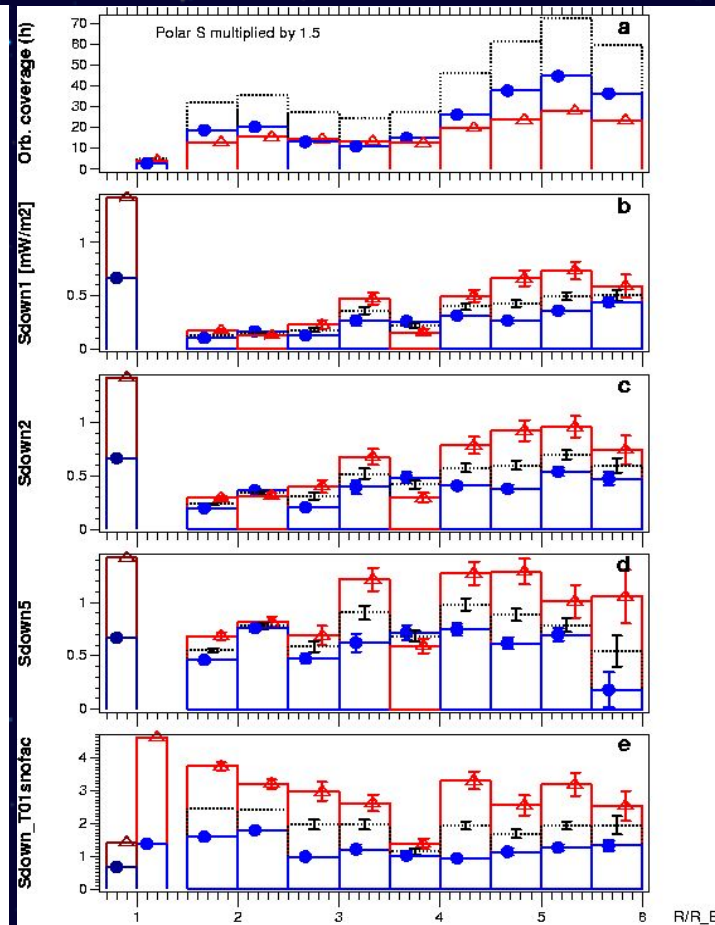 70
60
50
40
30
20
10
0
Orb. coverage (h)
Polar S multiplied by 1.5
a
1
0.5
0
Sdown1 [mW/m2]
b
1
0.5
0
Sdown2
c
1
0.5
0
Sdown5
d
4
3
2
1
0
Sdown_T01snofac
e
1 2 3 4 5 6
R/R_E